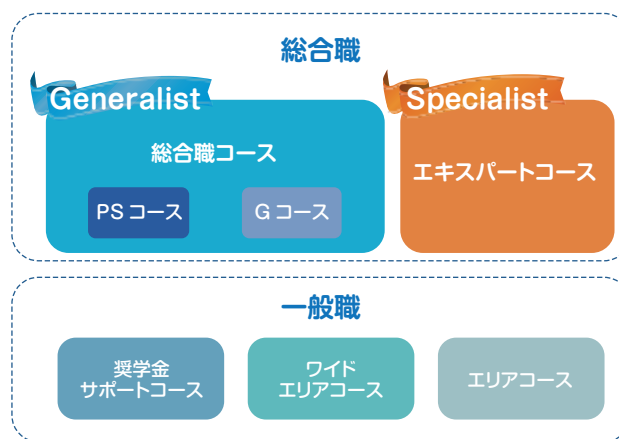 総合職
Generalist
Specialist
総合職コース
エキスパートコース
PS コース
G コース
一般職
奨学金
サポートコース
ワイド
エリアコース
エリアコース